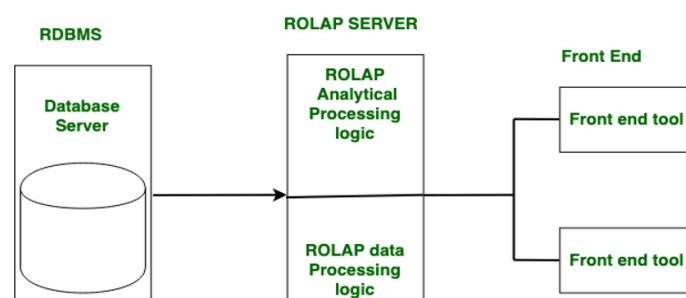 RDBMS
ROLAP SERVER
Front End
Database
Server
ROLAP
Analytical
Processing
logic
Front end tool
ROLAP data
Processing
logic
Front end tool